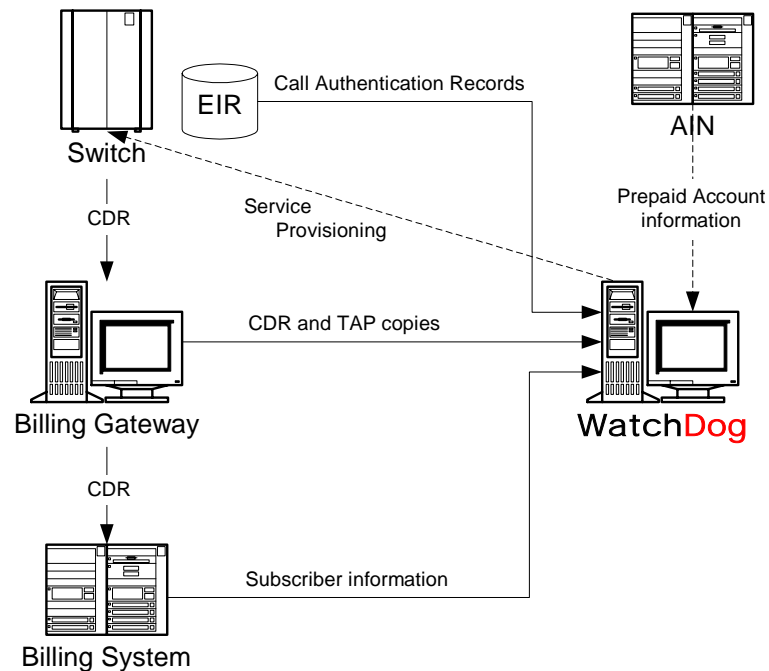 EIR
Call Authentication Records
Switch
AIN
CDR
Service
Provisioning
Prepaid Account
information
CDR and TAP copies
Billing Gateway
WatchDog
CDR
Subscriber information
Billing System